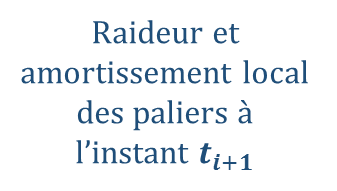 Raideur et
amortissement local
des paliers à
l’instant $t_{i+1}$